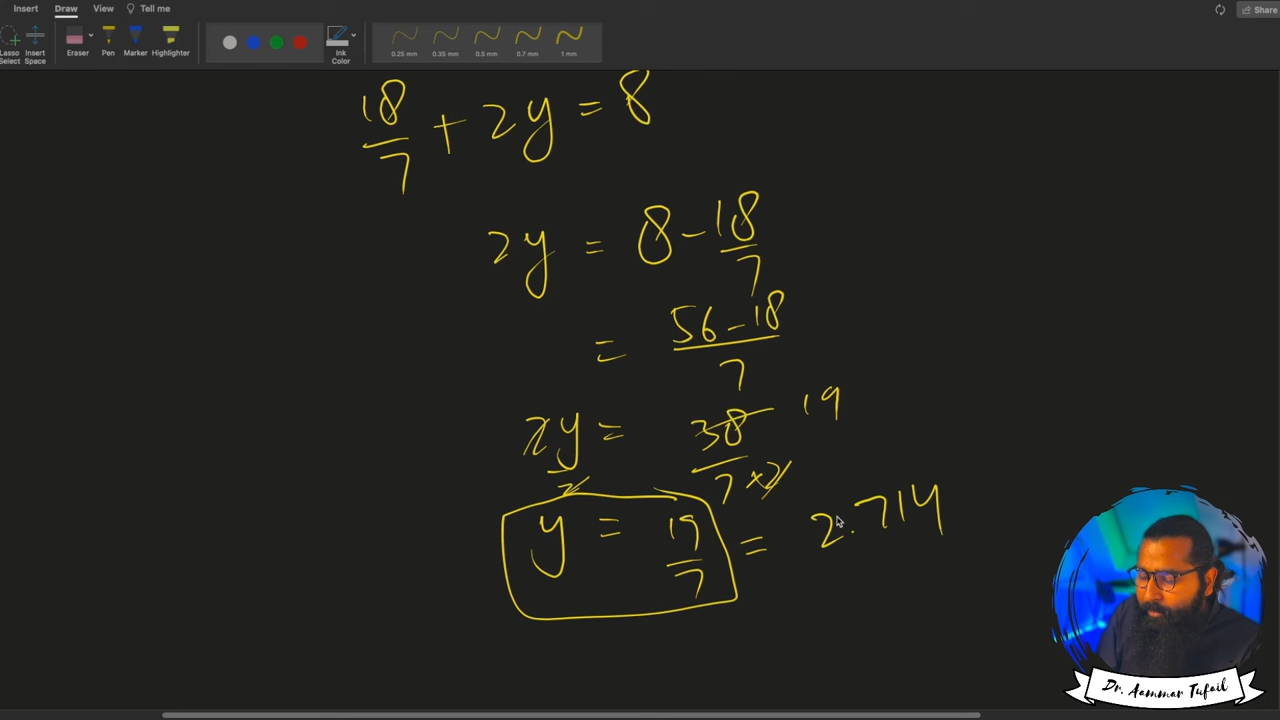 Insert Draw View Tell me Share
Lasso Select Insert Space Eraser Pen Marker Highlighter Ink Color 0.25 mm 0.35 mm 0.5 mm 0.7 mm 1 mm
18/7 + 2y = 8
2y = 8 - 18/7
= 56 - 18/7
2y/2 = 38/7×2 19
y = 19/7 = 2.714
Dr. Aammar Tufail